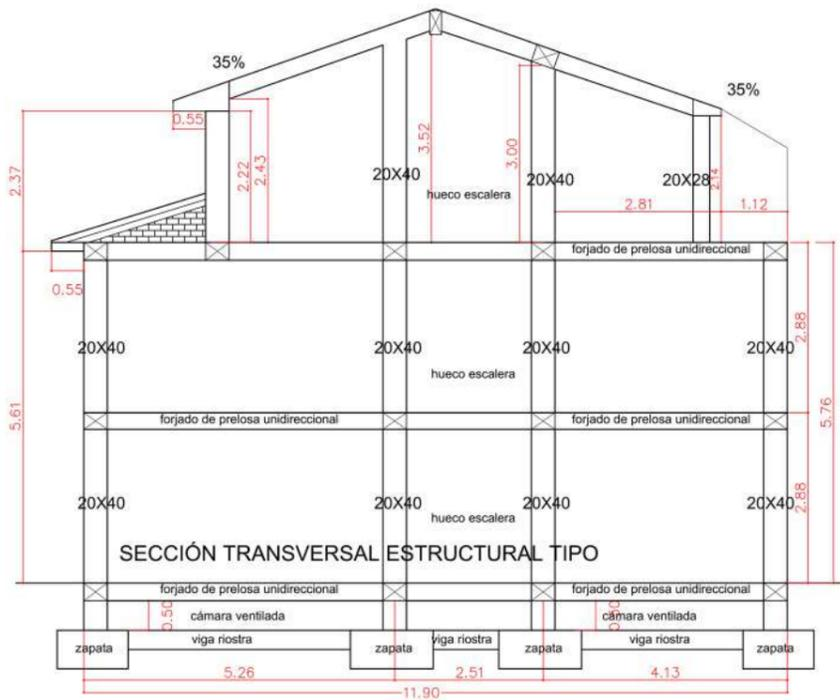 35%
35%
0.55
2.37
2.22
2.43
3.52
3.00
20X40
hueco escalera
20X40
20X28
2.14
2.81
1.12
forjado de prelosa unidireccional
0.55
20X40
20X40
hueco escalera
20X40
20X40
2.88
5.61
5.76
forjado de prelosa unidireccional
forjado de prelosa unidireccional
20X40
20X40
hueco escalera
20X40
20X40
2.88
SECCIÓN TRANSVERSAL ESTRUCTURAL TIPO
forjado de prelosa unidireccional
forjado de prelosa unidireccional
0.50
cámara ventilada
0.50
cámara ventilada
zapata
viga riostra
zapata
viga riostra
zapata
viga riostra
zapata
5.26
2.51
4.13
11.90